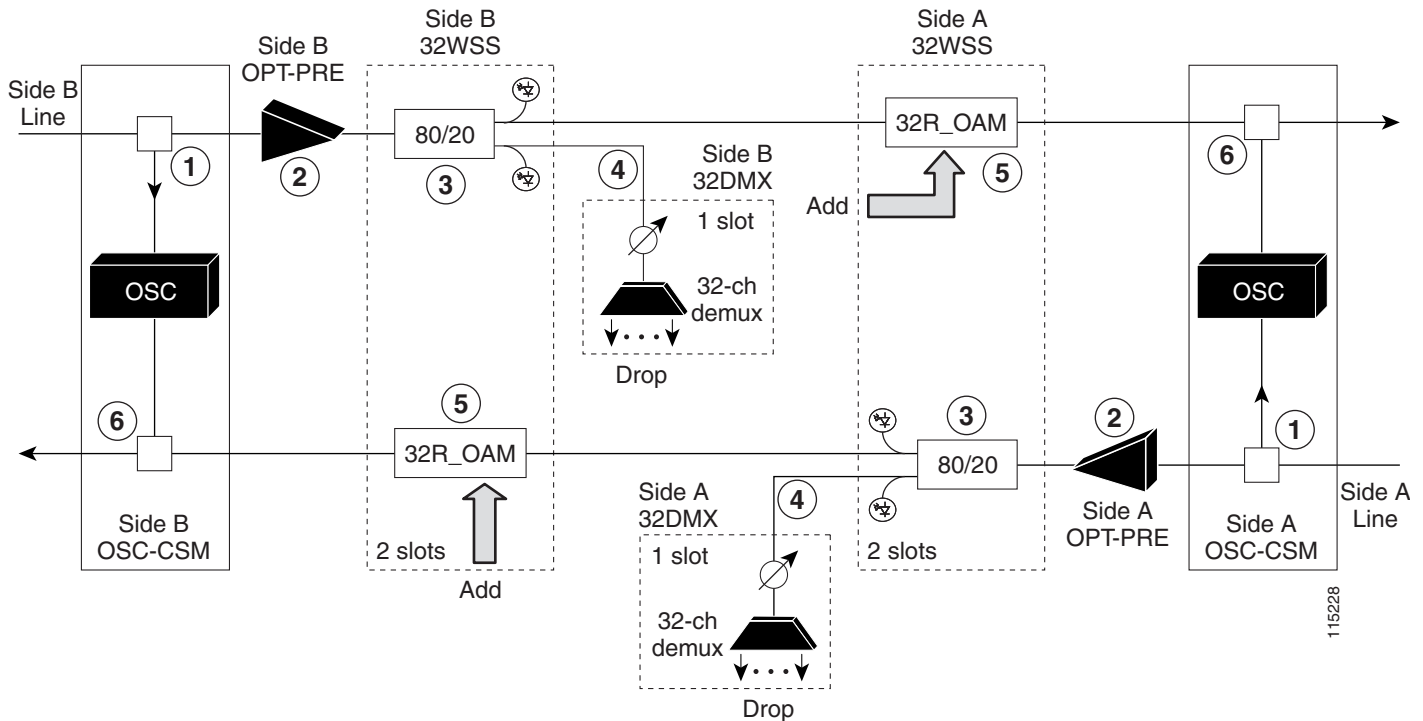 Side B
32WSS
Side A
32WSS
Side B
OPT-PRE
Side B
Line
1
2
80/20
3
4
Side B
32DMX
1 slot
32-ch
demux
Drop
32R_OAM
5
Add
6
OSC
OSC
6
5
32R_OAM
Add
2 slots
Side B
OSC-CSM
3
80/20
2
1
4
Side A
32DMX
1 slot
32-ch
demux
Drop
2 slots
Side A
OPT-PRE
Side A
OSC-CSM
Side A
Line
115228